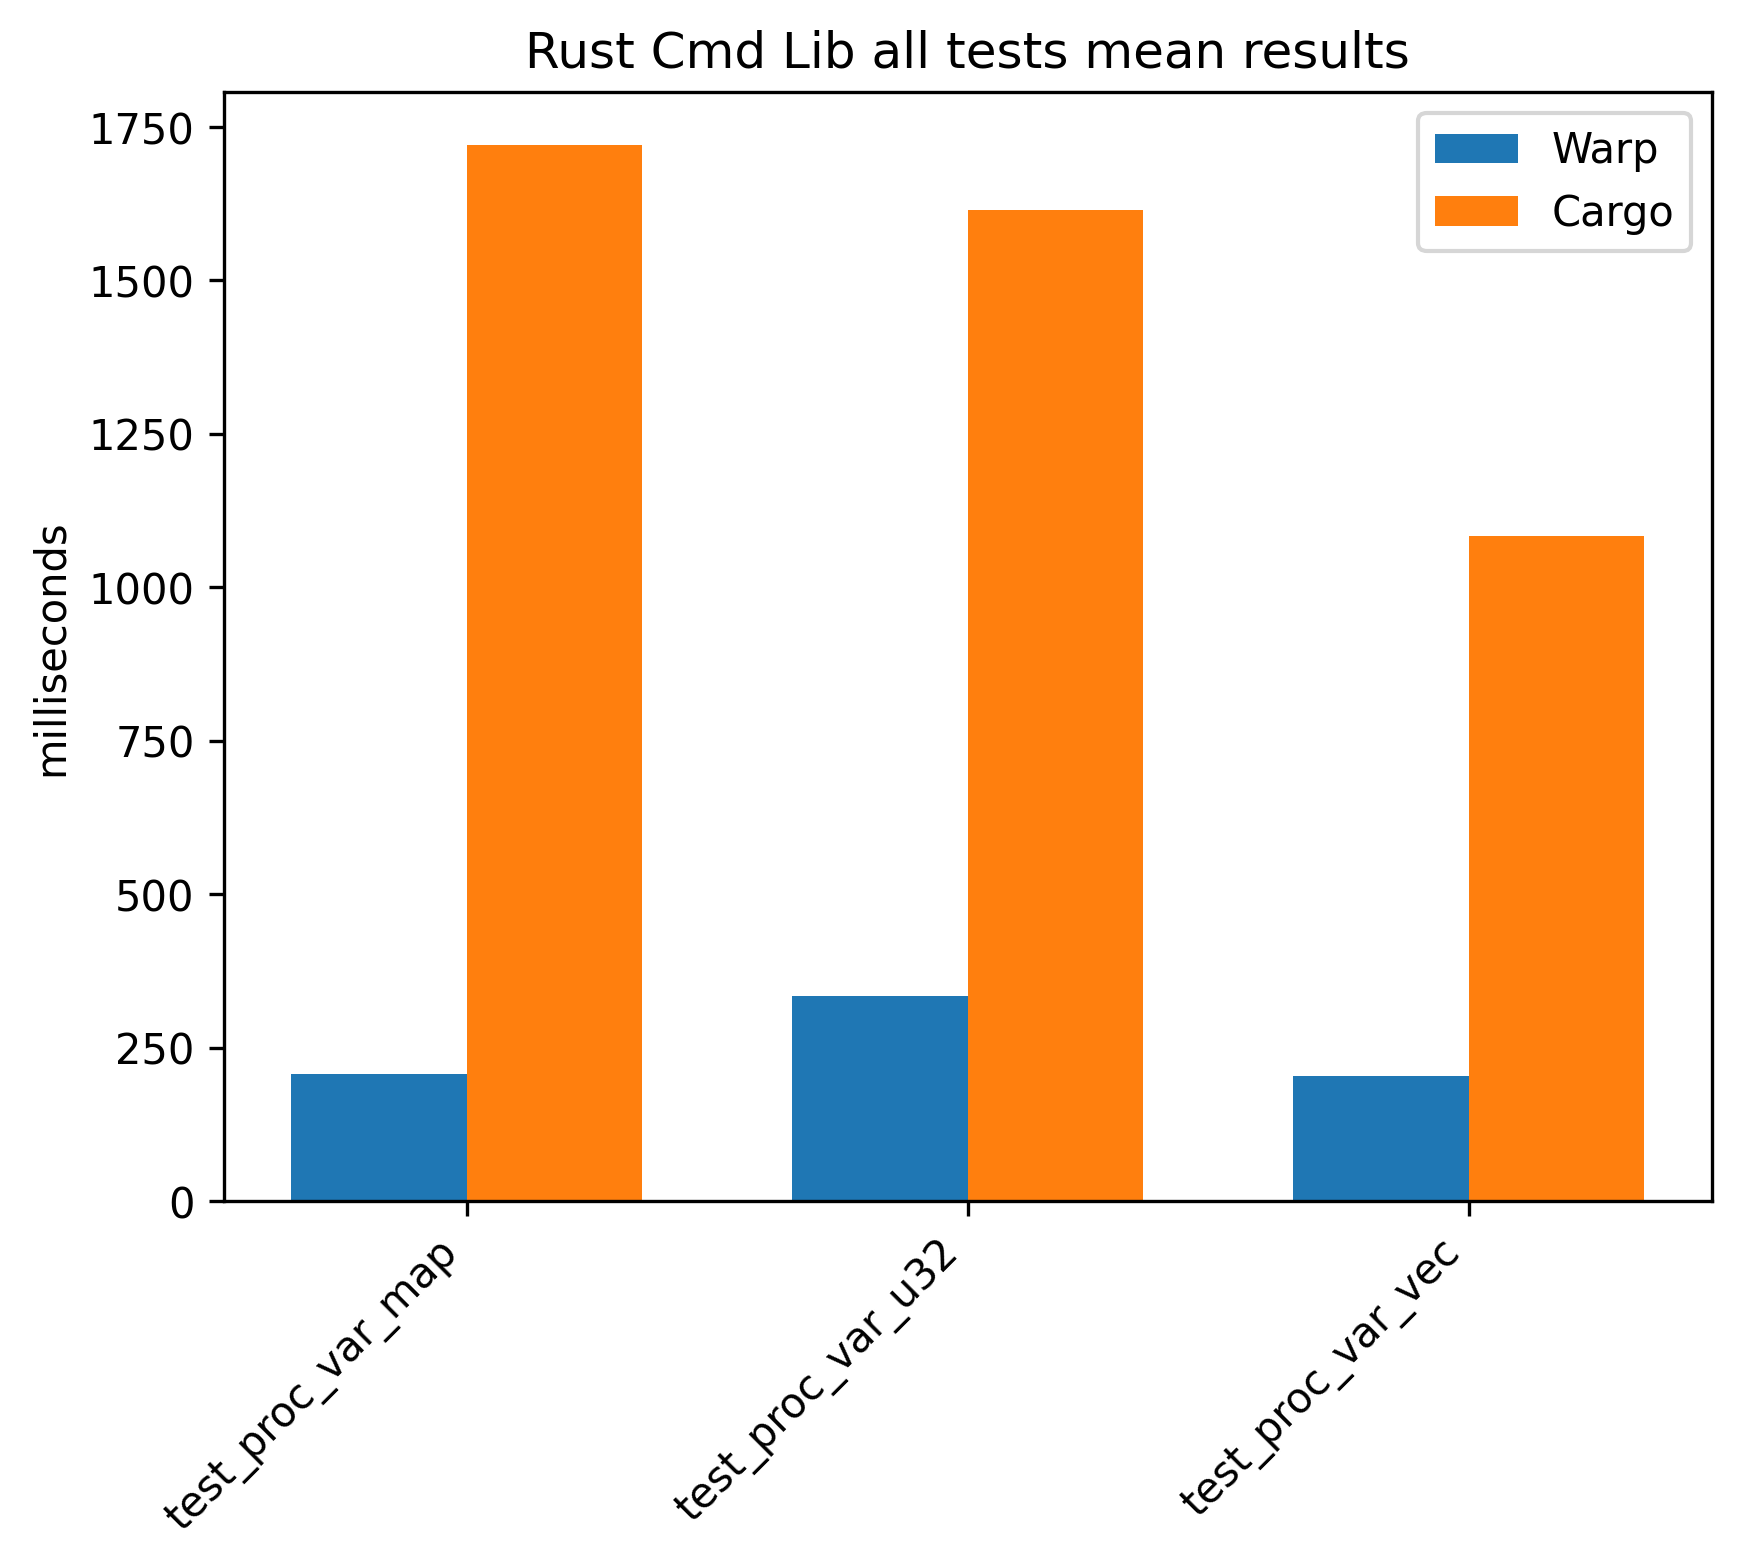 Rust Cmd Lib all tests mean results
Warp
Cargo
milliseconds
1750
1500
1250
1000
750
500
250
0
test_proc_var_map
test_proc_var_u32
test_proc_var_vec